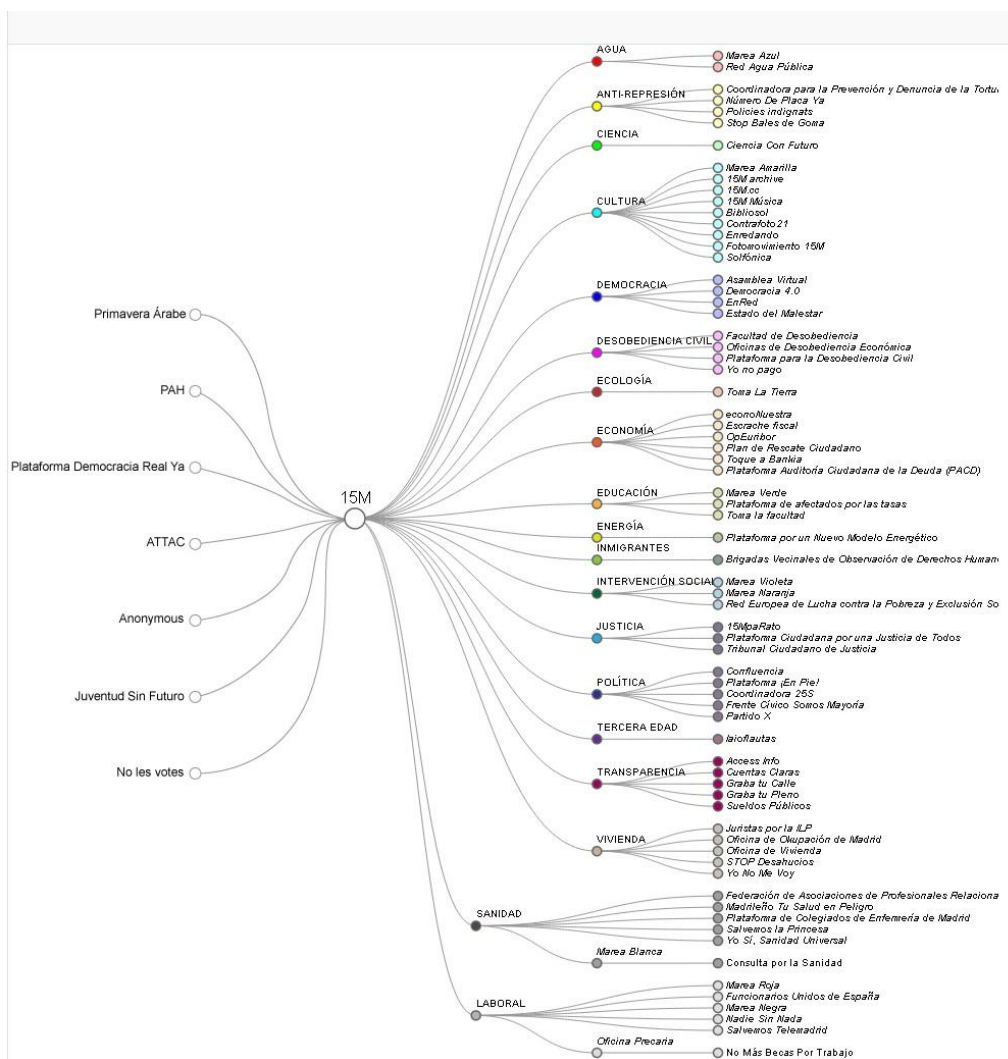 Primavera Árabe
PAH
Plataforma Democracia Real Ya
ATTAC
Anonymous
Juventud Sin Futuro
No les votes
15M
AGUA
Marea Azul
Red Agua Pública
ANTI-REPRESIÓN
Coordinadora para la Prevención y Denuncia de la Tortu
Número De Placa Ya
Policies indignats
Stop Bales de Goma
CIENCIA
Ciencia Con Futuro
CULTURA
Marea Amarilla
15M archive
15M.cc
15M Música
Bibliosol
Contrafoto21
Enredando
Fotomovimiento 15M
Solfónica
DEMOCRACIA
Asamblea Virtual
Democracia 4.0
EnRed
Estado del Malestar
DESOBEDIENCIA CIVIL
Facultad de Desobediencia
Oficinas de Desobediencia Económica
Plataforma para la Desobediencia Civil
Yo no pago
ECOLOGÍA
Toma La Tierra
ECONOMÍA
econoNuestra
Escrache fiscal
OpEuribor
Plan de Rescate Ciudadano
Toque a Bankia
Plataforma Auditoría Ciudadana de la Deuda (PACD)
EDUCACIÓN
Marea Verde
Plataforma de afectados por las tasas
Toma la facultad
ENERGÍA
Plataforma por un Nuevo Modelo Energético
INMIGRANTES
Brigadas Vecinales de Observación de Derechos Human
INTERVENCIÓN SOCIAL
Marea Violeta
Marea Naranja
Red Europea de Lucha contra la Pobreza y Exclusión So
JUSTICIA
15MpaRato
Plataforma Ciudadana por una Justicia de Todos
Tribunal Ciudadano de Justicia
POLÍTICA
Confluencia
Plataforma ¡En Pie!
Coordinadora 25S
Frente Cívico Somos Mayoría
Partido X
TERCERA EDAD
Iaioflautas
TRANSPARENCIA
Access Info
Cuentas Claras
Graba tu Calle
Graba tu Pleno
Sueldos Públicos
VIVIENDA
Juristas por la ILP
Oficina de Okupación de Madrid
Oficina de Vivienda
STOP Desahucios
Yo No Me Voy
SANIDAD
Federación de Asociaciones de Profesionales Relaciona
Madrileño Tu Salud en Peligro
Plataforma de Colegiados de Enfermería de Madrid
Salvemos la Princesa
Yo Sí, Sanidad Universal
Marea Blanca
Consulta por la Sanidad
LABORAL
Marea Roja
Funcionarios Unidos de España
Marea Negra
Nadie Sin Nada
Salvemos Telemadrid
Oficina Precaria
No Más Becas Por Trabajo